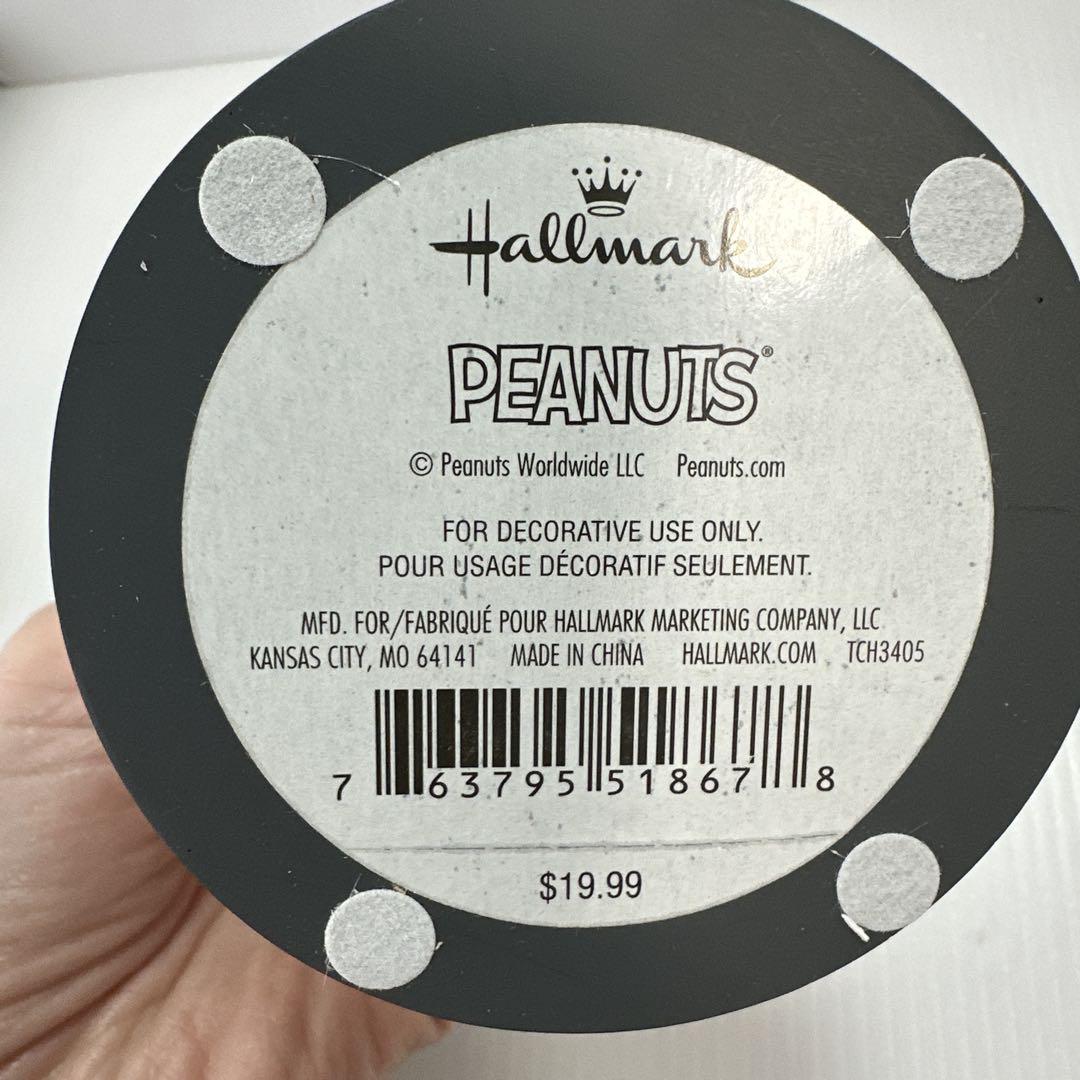 Hallmark
PEANUTS®
© Peanuts Worldwide LLC Peanuts.com
FOR DECORATIVE USE ONLY.
POUR USAGE DÉCORATIF SEULEMENT.
MFD. FOR/FABRIQUÉ POUR HALLMARK MARKETING COMPANY, LLC
KANSAS CITY, MO 64141 MADE IN CHINA HALLMARK.COM TCH3405
7 63795 51867 8
$19.99